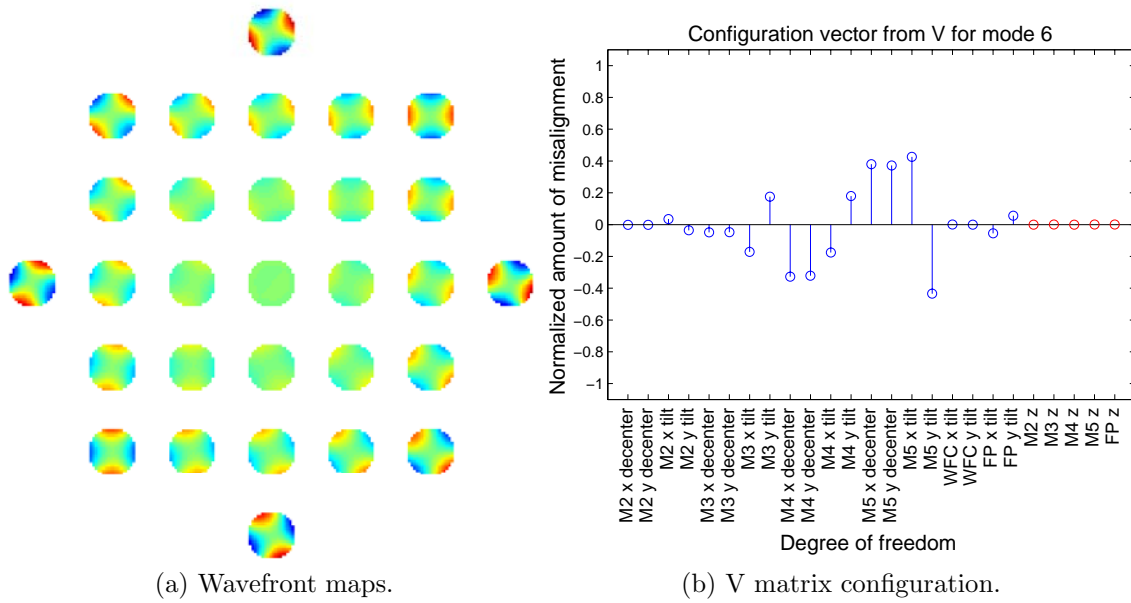 Configuration vector from V for mode 6
Normalized amount of misalignment
1
0.8
0.6
0.4
0.2
0
−0.2
−0.4
−0.6
−0.8
−1
M2 x decenter
M2 y decenter
M2 x tilt
M2 y tilt
M3 x decenter
M3 y decenter
M3 x tilt
M3 y tilt
M4 x decenter
M4 y decenter
M4 x tilt
M4 y tilt
M5 x decenter
M5 y decenter
M5 x tilt
M5 y tilt
WFC x tilt
WFC y tilt
FP x tilt
FP y tilt
M2 z
M3 z
M4 z
M5 z
FP z
Degree of freedom
(a) Wavefront maps.
(b) V matrix configuration.